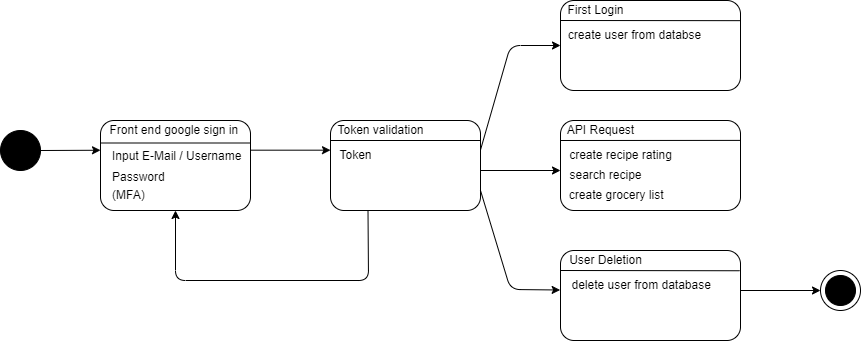 First Login
create user from databse
Front end google sign in
Input E-Mail / Username
Password
(MFA)
Token validation
Token
API Request
create recipe rating
search recipe
create grocery list
User Deletion
delete user from database